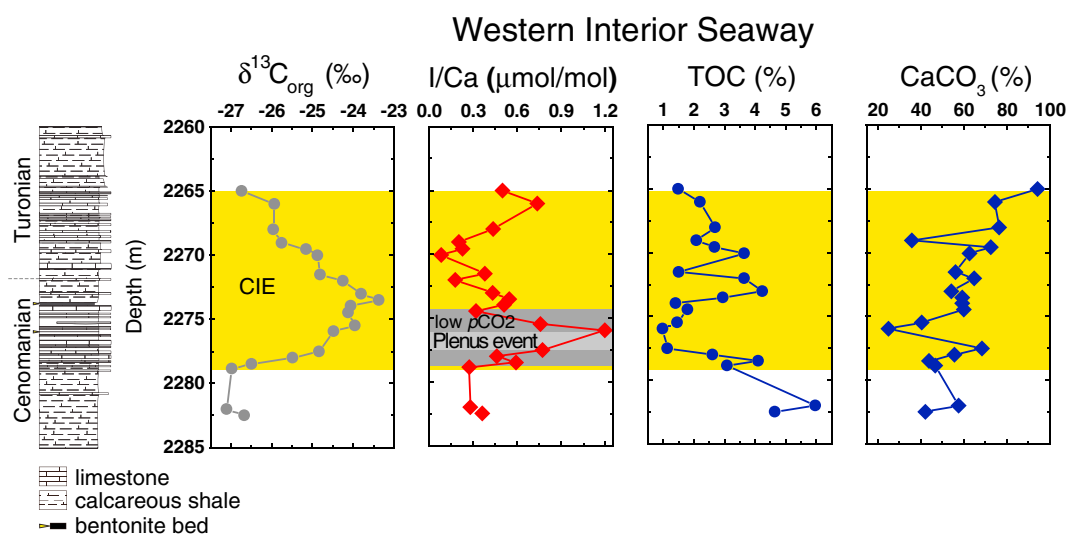 Western Interior Seaway
δ13Corg (‰) I/Ca (μmol/mol) TOC (%) CaCO3 (%)
-27 -26 -25 -24 -23 0.0 0.3 0.6 0.9 1.2 1 2 3 4 5 6 20 40 60 80 100
2260
2265
2270
2275
2280
2285
Depth (m)
Turonian
Cenomanian
CIE
low pCO2
Plenus event
limestone
calcareous shale
bentonite bed